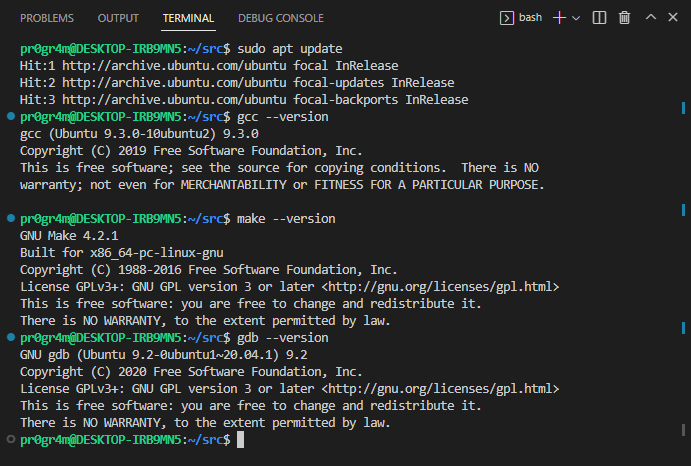 PROBLEMS OUTPUT TERMINAL DEBUG CONSOLE bash
pr0gr4m@DESKTOP-IRB9MN5:~/src$ sudo apt update
Hit:1 http://archive.ubuntu.com/ubuntu focal InRelease
Hit:2 http://archive.ubuntu.com/ubuntu focal-updates InRelease
Hit:3 http://archive.ubuntu.com/ubuntu focal-backports InRelease
pr0gr4m@DESKTOP-IRB9MN5:~/src$ gcc --version
gcc (Ubuntu 9.3.0-10ubuntu2) 9.3.0
Copyright (C) 2019 Free Software Foundation, Inc.
This is free software; see the source for copying conditions.  There is NO
warranty; not even for MERCHANTABILITY or FITNESS FOR A PARTICULAR PURPOSE.
pr0gr4m@DESKTOP-IRB9MN5:~/src$ make --version
GNU Make 4.2.1
Built for x86_64-pc-linux-gnu
Copyright (C) 1988-2016 Free Software Foundation, Inc.
License GPLv3+: GNU GPL version 3 or later <http://gnu.org/licenses/gpl.html>
This is free software: you are free to change and redistribute it.
There is NO WARRANTY, to the extent permitted by law.
pr0gr4m@DESKTOP-IRB9MN5:~/src$ gdb --version
GNU gdb (Ubuntu 9.2-0ubuntu1~20.04.1) 9.2
Copyright (C) 2020 Free Software Foundation, Inc.
License GPLv3+: GNU GPL version 3 or later <http://gnu.org/licenses/gpl.html>
This is free software: you are free to change and redistribute it.
There is NO WARRANTY, to the extent permitted by law.
pr0gr4m@DESKTOP-IRB9MN5:~/src$